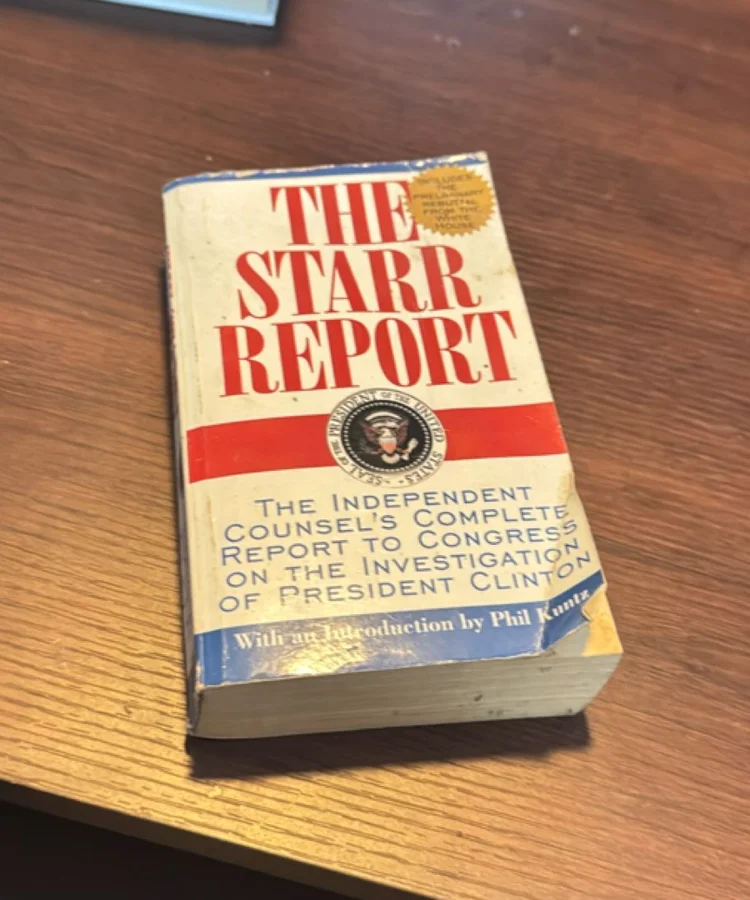 THE
STARR
REPORT
INCLUDES
THE
PRELIMINARY
REBUTTAL
FROM THE
WHITE
HOUSE
SEAL OF THE PRESIDENT OF THE UNITED STATES
THE INDEPENDENT
COUNSEL'S COMPLETE
REPORT TO CONGRESS
ON THE INVESTIGATION
OF PRESIDENT CLINTON
With an Introduction by Phil Kuntz